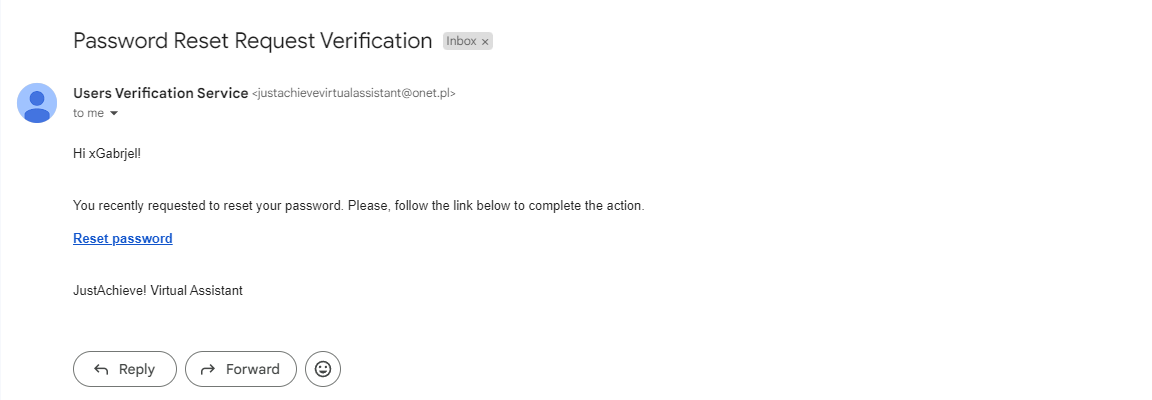 Password Reset Request Verification Inbox ×
Users Verification Service <justachievevirtualassistant@onet.pl>
to me
Hi xGabrjel!
You recently requested to reset your password. Please, follow the link below to complete the action.
Reset password
JustAchieve! Virtual Assistant
Reply Forward